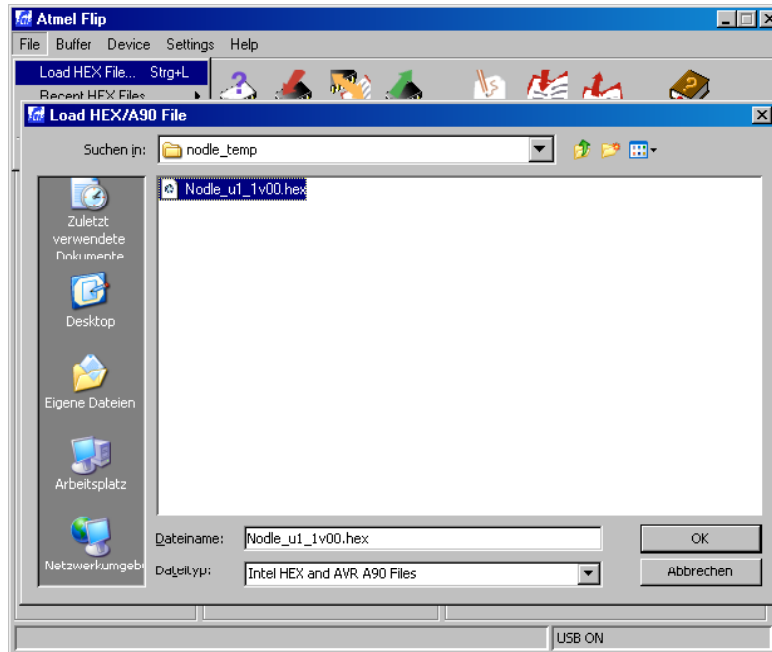 Atmel Flip
File Buffer Device Settings Help
Load HEX File... Strg+L
Recent HEX Files
Load HEX/A90 File
Suchen in: nodle_temp
Nodle_u1_1v00.hex
Zuletzt
verwendete
Dokumente
Desktop
Eigene Dateien
Arbeitsplatz
Netzwerkumgeb
Dateiname: Nodle_u1_1v00.hex OK
Dateityp: Intel HEX and AVR A90 Files Abbrechen
USB ON